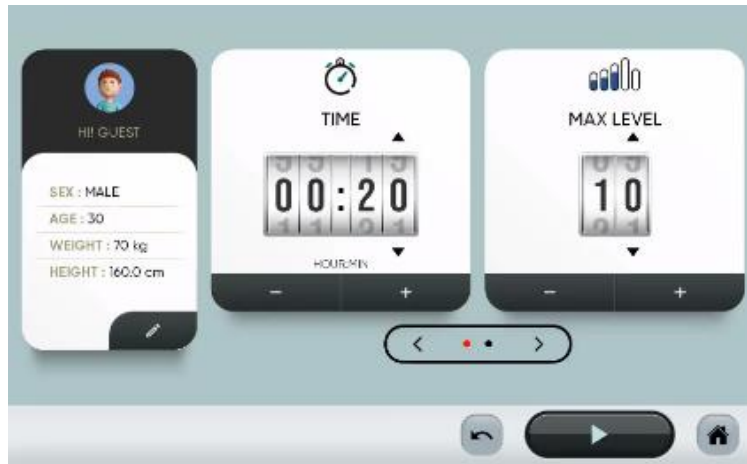 HI! GUEST
SEX : MALE
AGE : 30
WEIGHT : 70 kg
HEIGHT : 160.0 cm
TIME
00:20
HOUR:MIN
- +
MAX LEVEL
10
- +